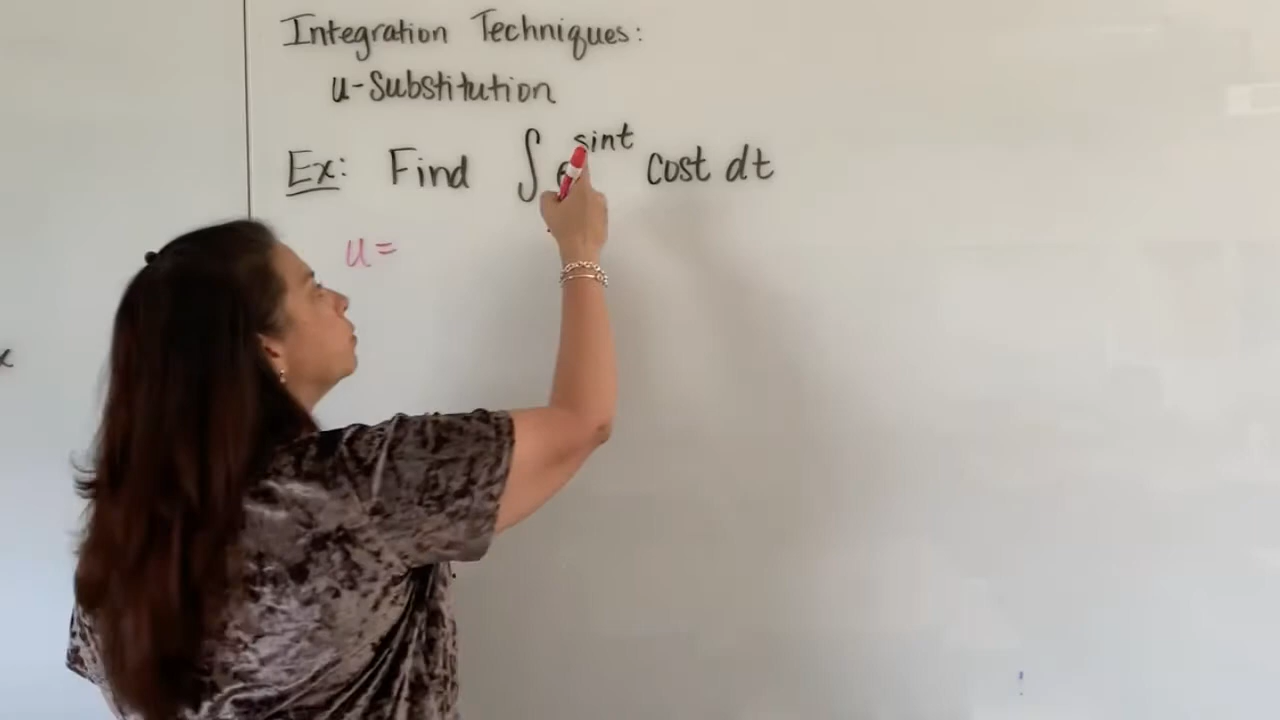 Integration Techniques:
u-Substitution
Ex: Find ∫ e^sint cost dt
u=
x